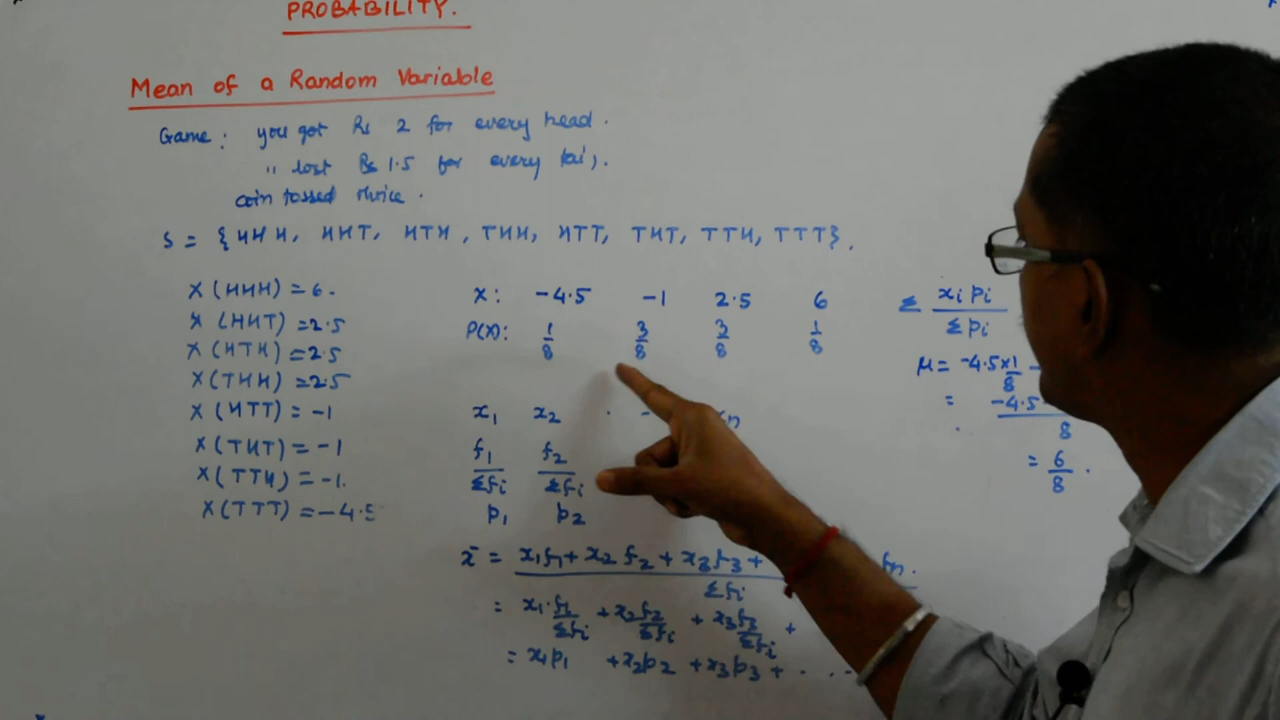 PROBABILITY.
Mean of a Random Variable
Game: you get Rs 2 for every head.
" lost Rs 1.5 for every tail.
coin tossed thrice.
S = {HHH, HHT, HTH, THH, HTT, THT, TTH, TTT}.
X(HHH) = 6.
X(HHT) = 2.5
X(HTH) = 2.5
X(THH) = 2.5
X(HTT) = -1
X(THT) = -1
X(TTH) = -1.
X(TTT) = -4.5
X: -4.5 -1 2.5 6
P(X): 1/8 3/8 3/8 1/8
x₁ x₂ . -
f₁/Σfi f₂/Σfi
p₁ p₂
x̄ = x₁f₁ + x₂f₂ + x₃f₃ + fn.
Σfi
= x₁.f₁/Σfi + x₂f₂/Σfi + x₃f₃/Σfi +
= x₁p₁ + x₂p₂ + x₃p₃ + . . . -
Σ xi pi / Σpi
μ = -4.5×1/8
= -4.5 / 8
= 6/8.